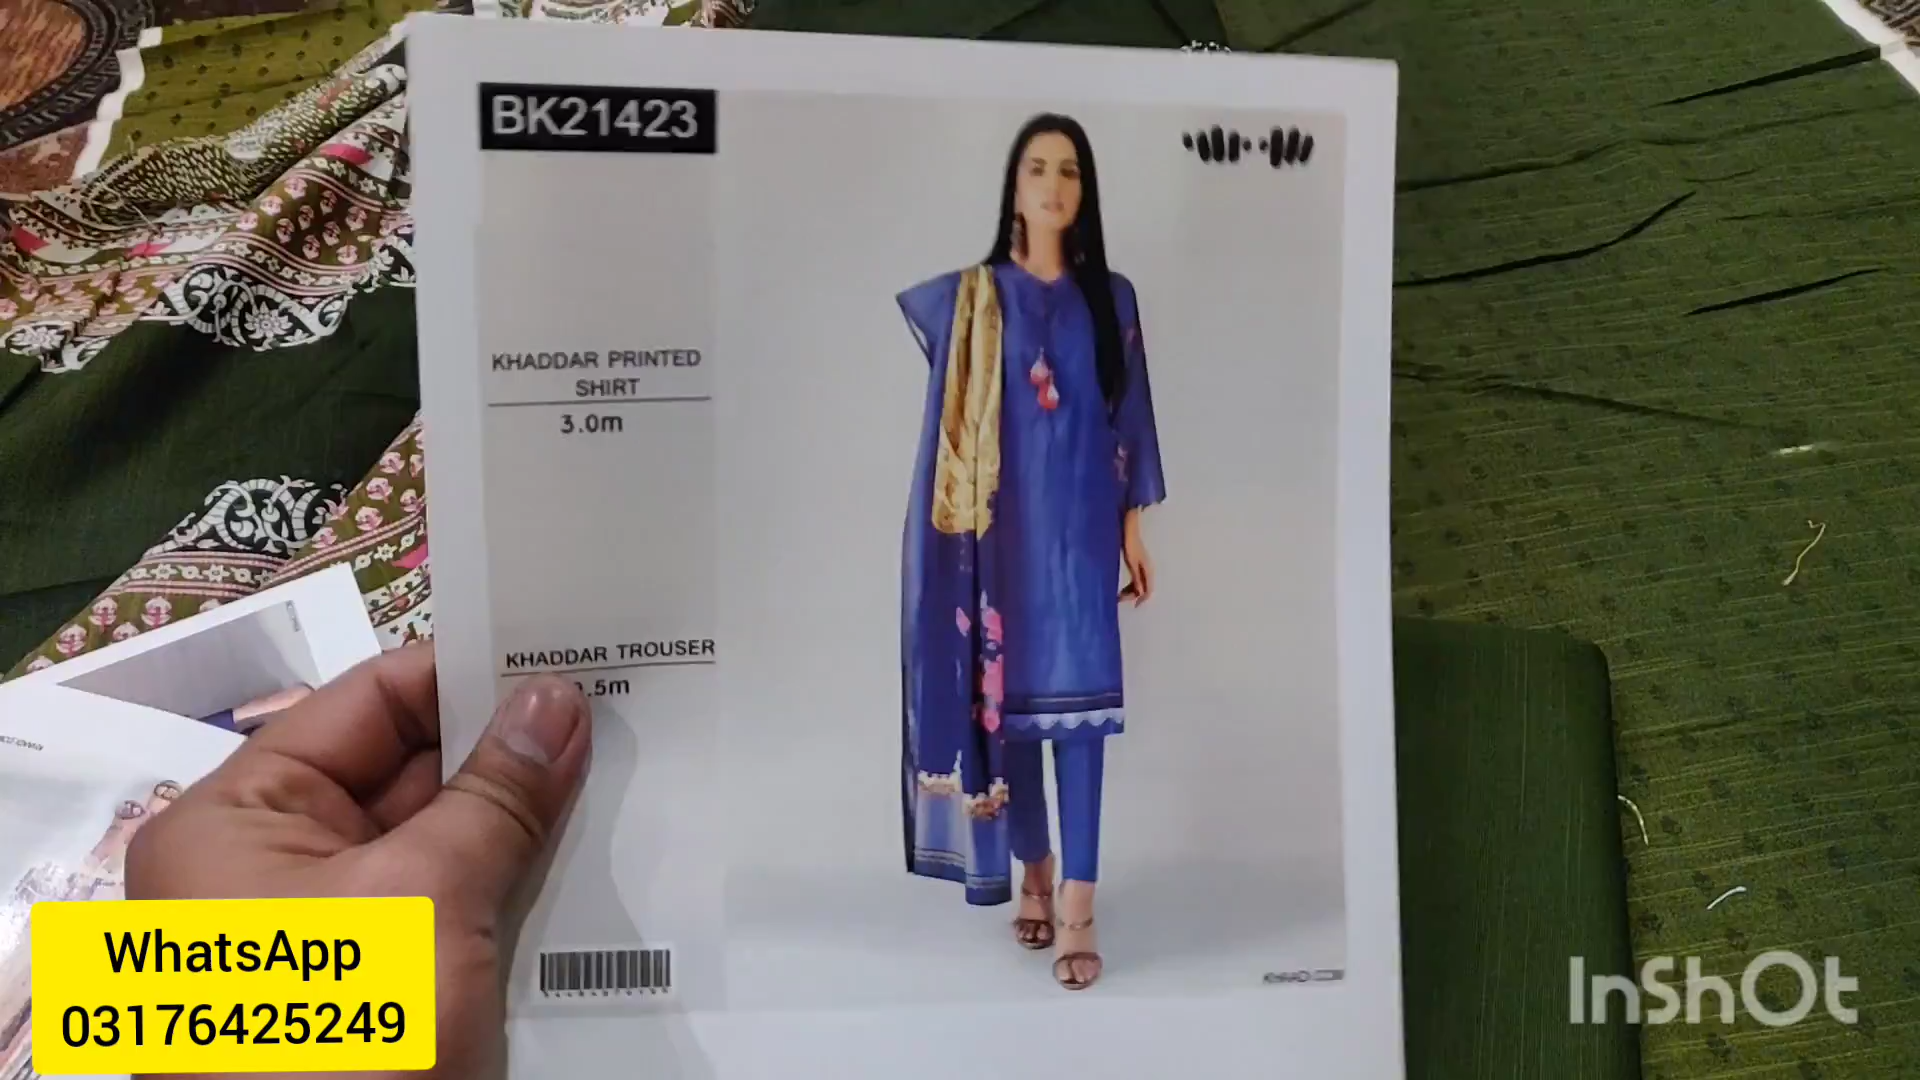 BK21423
KHADDAR PRINTED
SHIRT
3.0m
KHADDAR TROUSER
.5m
WhatsApp
03176425249
InShOt